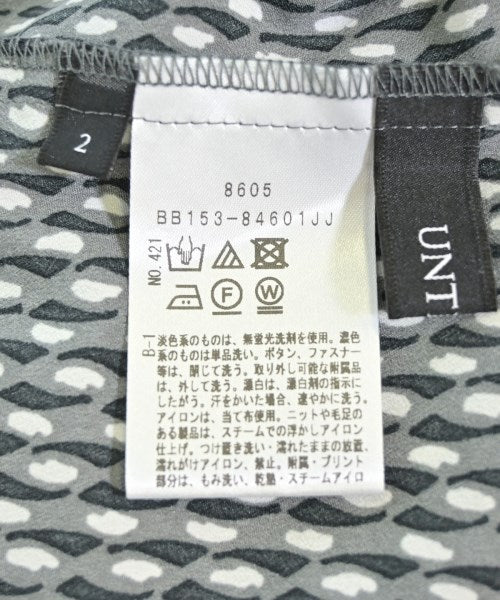 2
8605
BB153-84601JJ
NO.421
F W
B-1
淡色系のものは、無蛍光洗剤を使用。濃色
系のものは単品洗い。ボタン、ファスナー
等は、閉じて洗う。取り外し可能な附属品
は、外して洗う。漂白は、漂白剤の指示に
したがう。汗をかいた場合、速やかに洗う。
アイロンは、当て布使用。ニットや毛足の
ある製品は、スチームでの浮かしアイロン
仕上げ。つけ置き洗い・濡れたままの放置、
濡れがけアイロン、禁止。附属・プリント
部分は、もみ洗い、乾熱・スチームアイロ
UNT